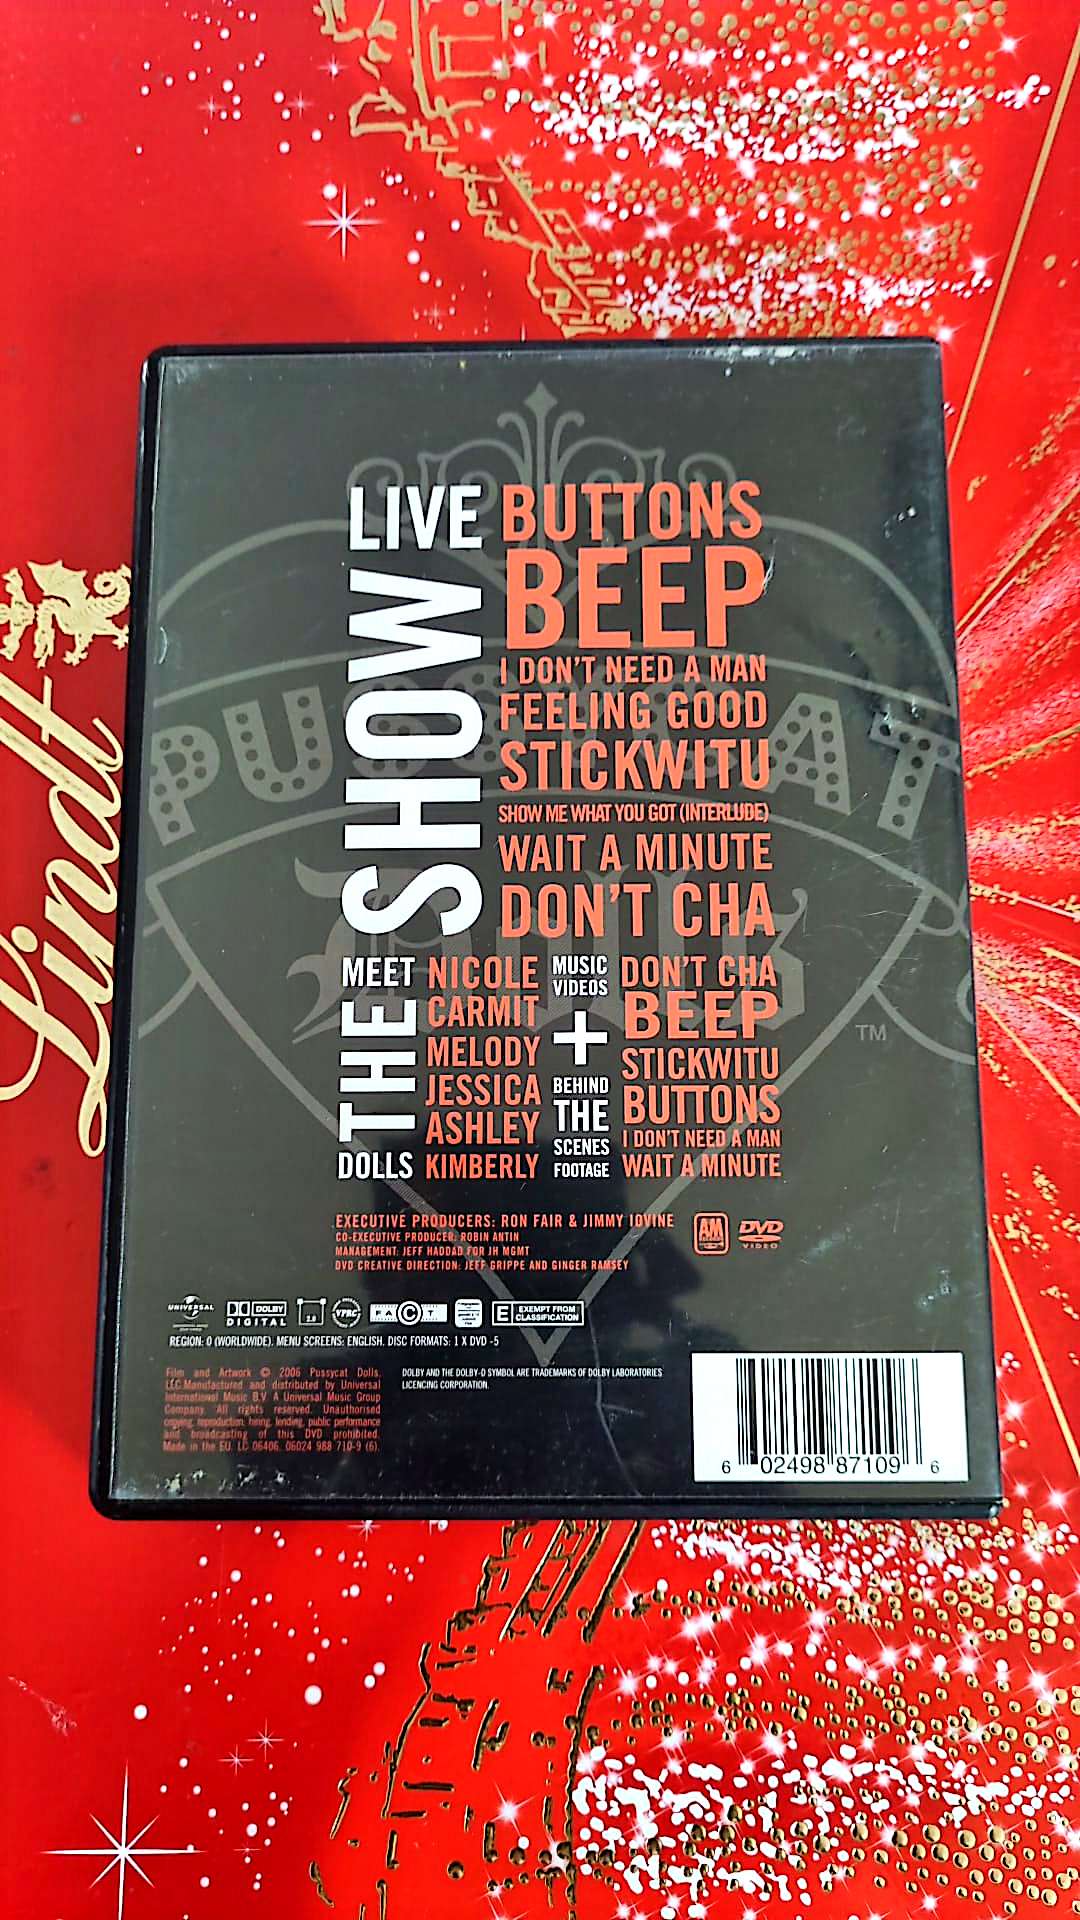 Lindt
PUSSYCAT
Dolls
TM
LIVE
SHOW
BUTTONS
BEEP
I DON'T NEED A MAN
FEELING GOOD
STICKWITU
SHOW ME WHAT YOU GOT (INTERLUDE)
WAIT A MINUTE
DON'T CHA
MEET
THE
DOLLS
NICOLE
CARMIT
MELODY
JESSICA
ASHLEY
KIMBERLY
MUSIC
VIDEOS
+
BEHIND
THE
SCENES
FOOTAGE
DON'T CHA
BEEP
STICKWITU
BUTTONS
I DON'T NEED A MAN
WAIT A MINUTE
EXECUTIVE PRODUCERS: RON FAIR & JIMMY IOVINE
CO-EXECUTIVE PRODUCER: ROBIN ANTIN
MANAGEMENT: JEFF HADDAD FOR JH MGMT
DVD CREATIVE DIRECTION: JEFF GRIPPE AND GINGER RAMSEY
AM
DVD
VIDEO
UNIVERSAL
DOLBY
DIGITAL
2.0
VPRC
FACT
E EXEMPT FROM
CLASSIFICATION
REGION: 0 (WORLDWIDE). MENU SCREENS: ENGLISH. DISC FORMATS: 1 X DVD -5
Film and Artwork © 2006 Pussycat Dolls,
LLC.Manufactured and distributed by Universal
International Music B.V. A Universal Music Group
Company. All rights reserved. Unauthorised
copying, reproduction, hiring, lending, public performance
and broadcasting of this DVD prohibited.
Made in the EU. LC 06406. 06024 988 710-9 (6).
DOLBY AND THE DOLBY-D SYMBOL ARE TRADEMARKS OF DOLBY LABORATORIES
LICENCING CORPORATION.
6 02498 87109 6